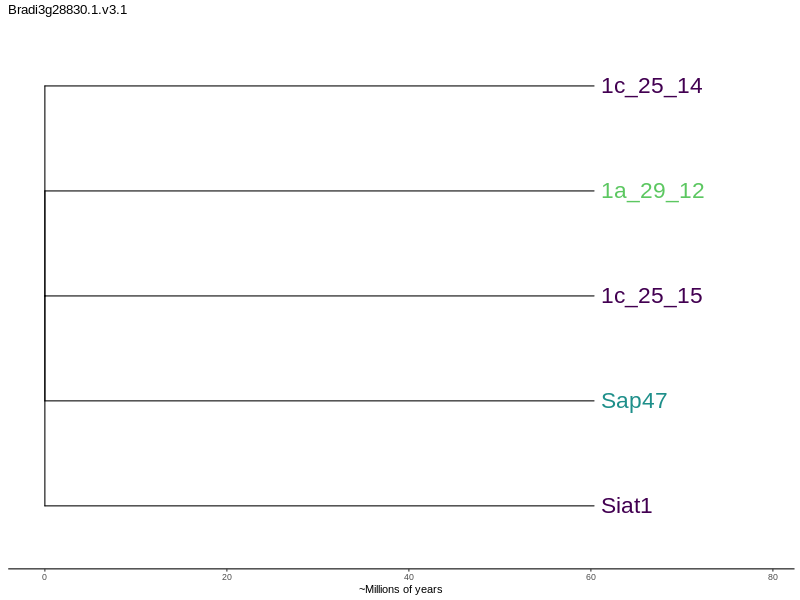 Bradi3g28830.1.v3.1
1c_25_14
1a_29_12
1c_25_15
Sap47
Siat1
0 20 40 60 80
~Millions of years